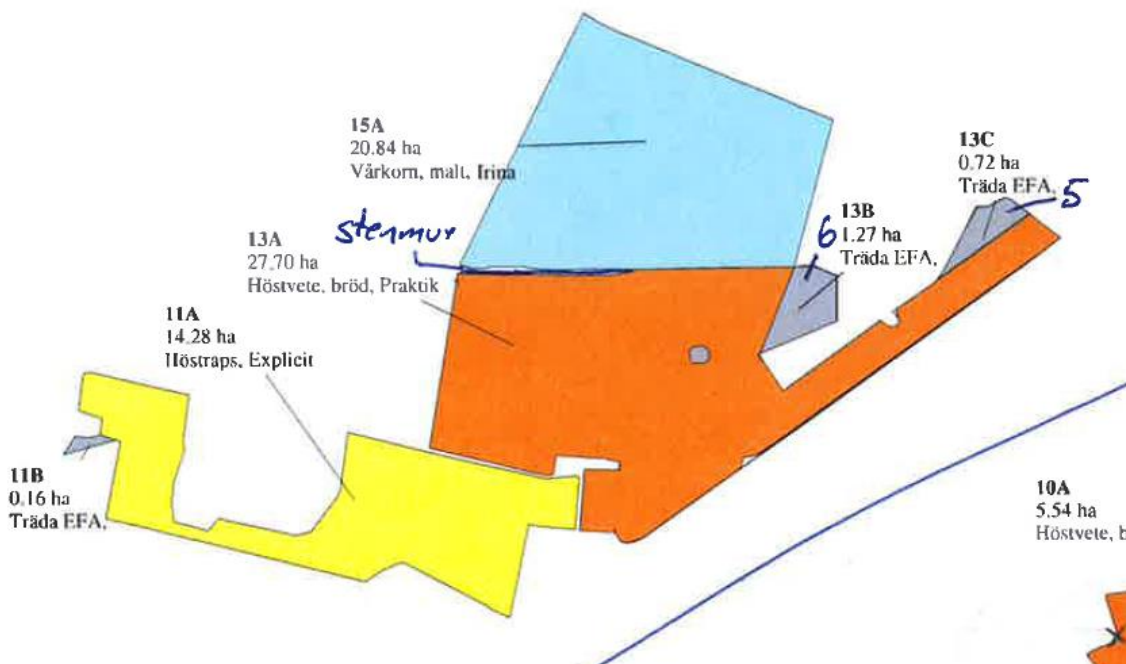 15A
20.84 ha
Vårkorn, malt, Irina
13C
0.72 ha
Träda EFA,
5
stenmur
13A
27.70 ha
Höstvete, bröd, Praktik
6
13B
1.27 ha
Träda EFA,
11A
14.28 ha
Höstraps, Explicit
11B
0.16 ha
Träda EFA,
10A
5.54 ha
Höstvete, b
x